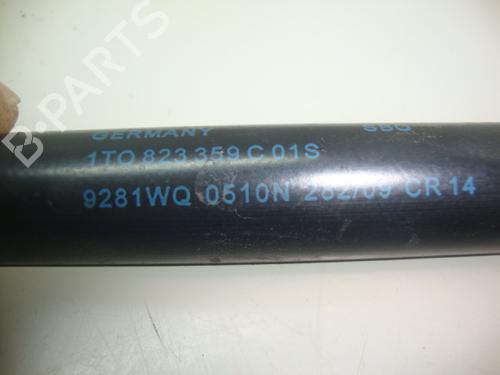 GERMANY
1TO 823 359 C 01S
9281WQ 0510N 282/09 CR 14
B-PARTS